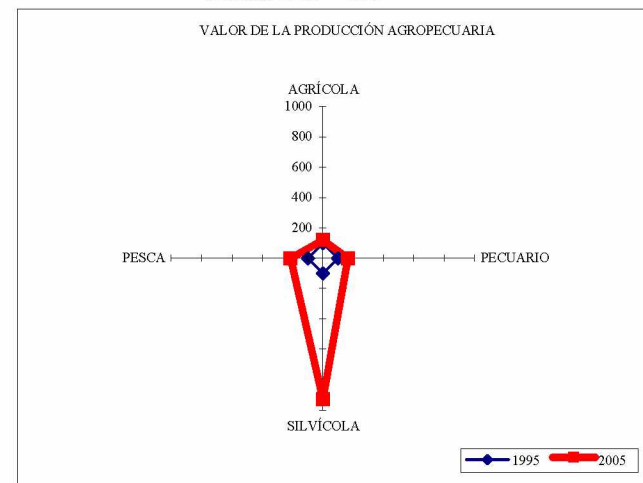 VALOR DE LA PRODUCCIÓN AGROPECUARIA
AGRÍCOLA
1000
800
600
400
200
PESCA
PECUARIO
SILVÍCOLA
1995 2005